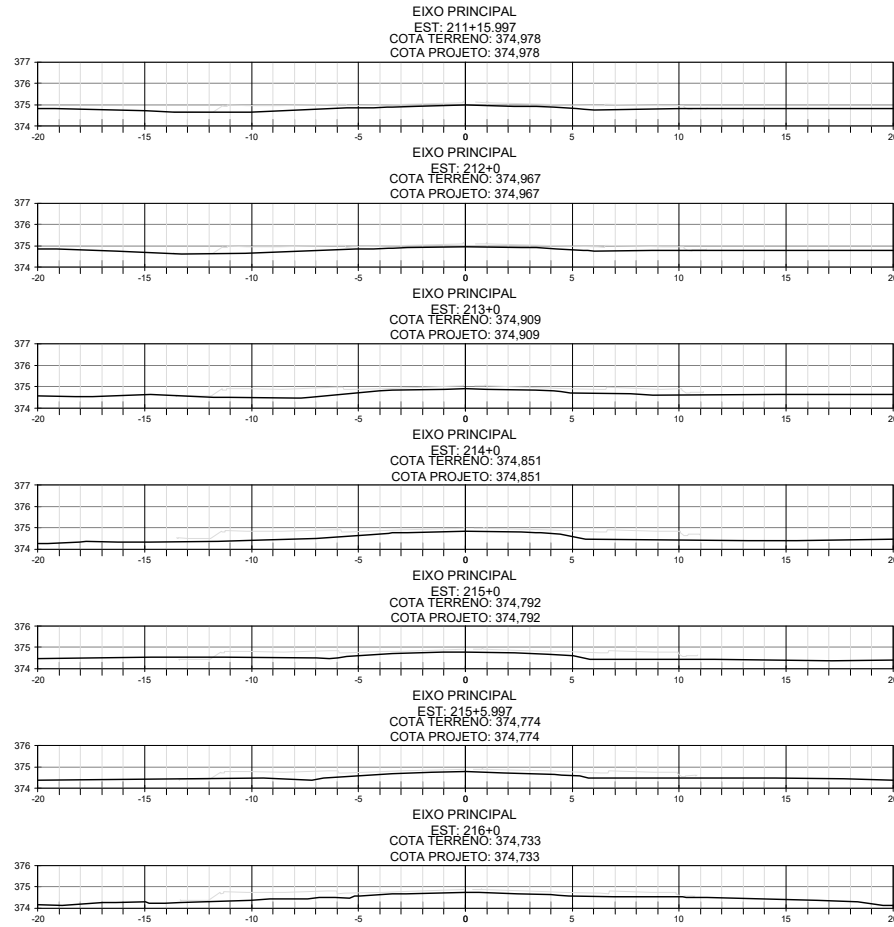 EIXO PRINCIPAL
EST: 211+15.997
COTA TERRENO: 374,978
COTA PROJETO: 374,978
377
376
375
374
-20 -15 -10 -5 0 5 10 15 20
EIXO PRINCIPAL
EST: 212+0
COTA TERRENO: 374,967
COTA PROJETO: 374,967
377
376
375
374
-20 -15 -10 -5 0 5 10 15 20
EIXO PRINCIPAL
EST: 213+0
COTA TERRENO: 374,909
COTA PROJETO: 374,909
377
376
375
374
-20 -15 -10 -5 0 5 10 15 20
EIXO PRINCIPAL
EST: 214+0
COTA TERRENO: 374,851
COTA PROJETO: 374,851
377
376
375
374
-20 -15 -10 -5 0 5 10 15 20
EIXO PRINCIPAL
EST: 215+0
COTA TERRENO: 374,792
COTA PROJETO: 374,792
376
375
374
-20 -15 -10 -5 0 5 10 15 20
EIXO PRINCIPAL
EST: 215+5.997
COTA TERRENO: 374,774
COTA PROJETO: 374,774
376
375
374
-20 -15 -10 -5 0 5 10 15 20
EIXO PRINCIPAL
EST: 216+0
COTA TERRENO: 374,733
COTA PROJETO: 374,733
376
375
374
-20 -15 -10 -5 0 5 10 15 20